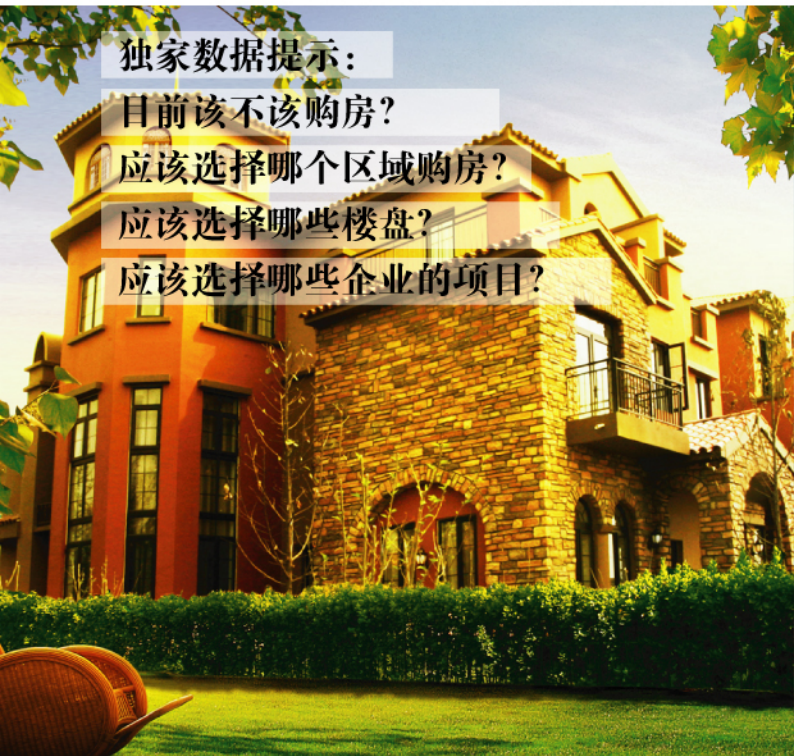 独家数据提示：
目前该不该购房？
应该选择哪个区域购房？
应该选择哪些楼盘？
应该选择哪些企业的项目？